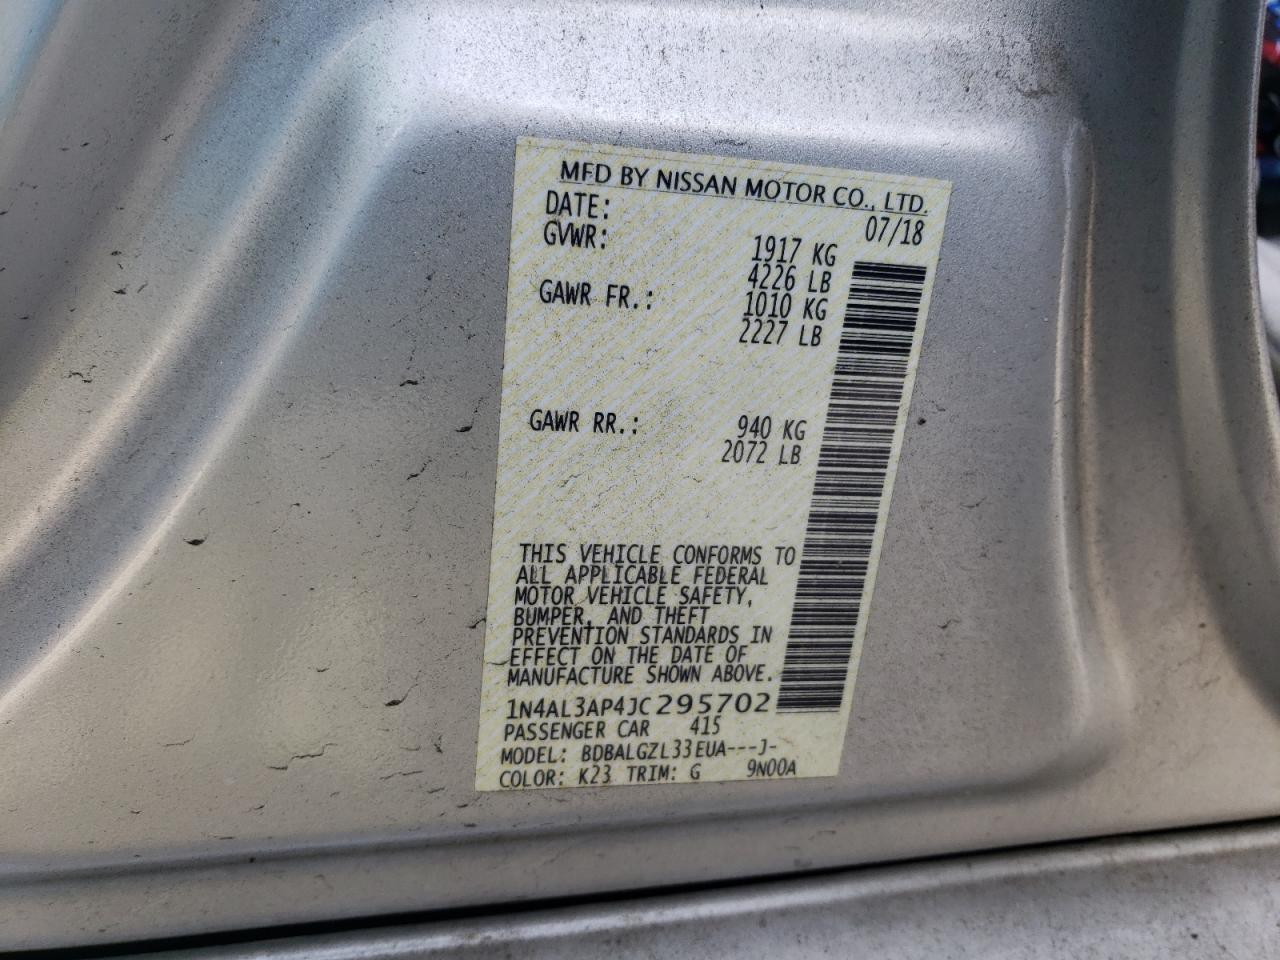 MFD BY NISSAN MOTOR CO., LTD.
DATE: 07/18
GVWR: 1917 KG
4226 LB
GAWR FR.: 1010 KG
2227 LB
GAWR RR.: 940 KG
2072 LB
THIS VEHICLE CONFORMS TO
ALL APPLICABLE FEDERAL
MOTOR VEHICLE SAFETY,
BUMPER, AND THEFT
PREVENTION STANDARDS IN
EFFECT ON THE DATE OF
MANUFACTURE SHOWN ABOVE.
1N4AL3AP4JC295702
PASSENGER CAR 415
MODEL: BDBALGZL33EUA---J-
COLOR: K23 TRIM: G 9N00A